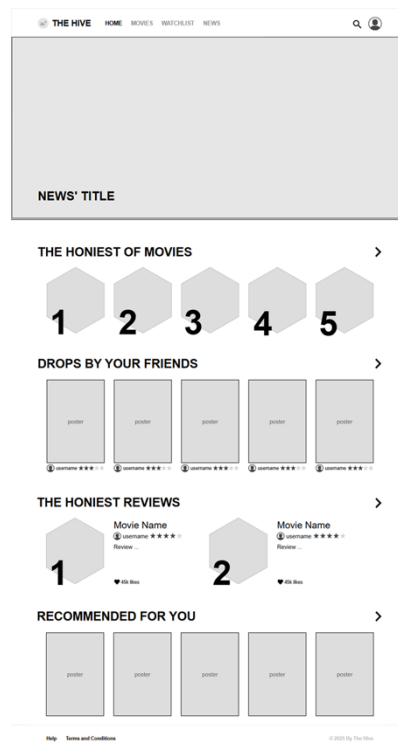 THE HIVE HOME MOVIES WATCHLIST NEWS
NEWS' TITLE
THE HONIEST OF MOVIES
1 2 3 4 5
DROPS BY YOUR FRIENDS
poster poster poster poster poster
username username username username username
THE HONIEST REVIEWS
Movie Name Movie Name
username username
Review ... Review ...
1 2
45k likes 45k likes
RECOMMENDED FOR YOU
poster poster poster poster poster
Help Terms and Conditions © 2025 By The Hive